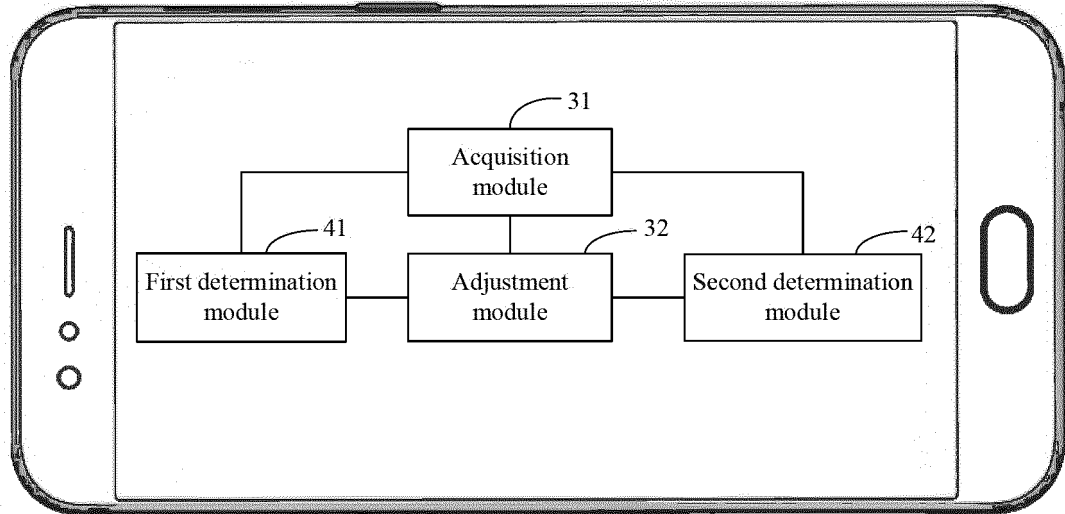 31
Acquisition
module
41
32
42
First determination
module
Adjustment
module
Second determination
module